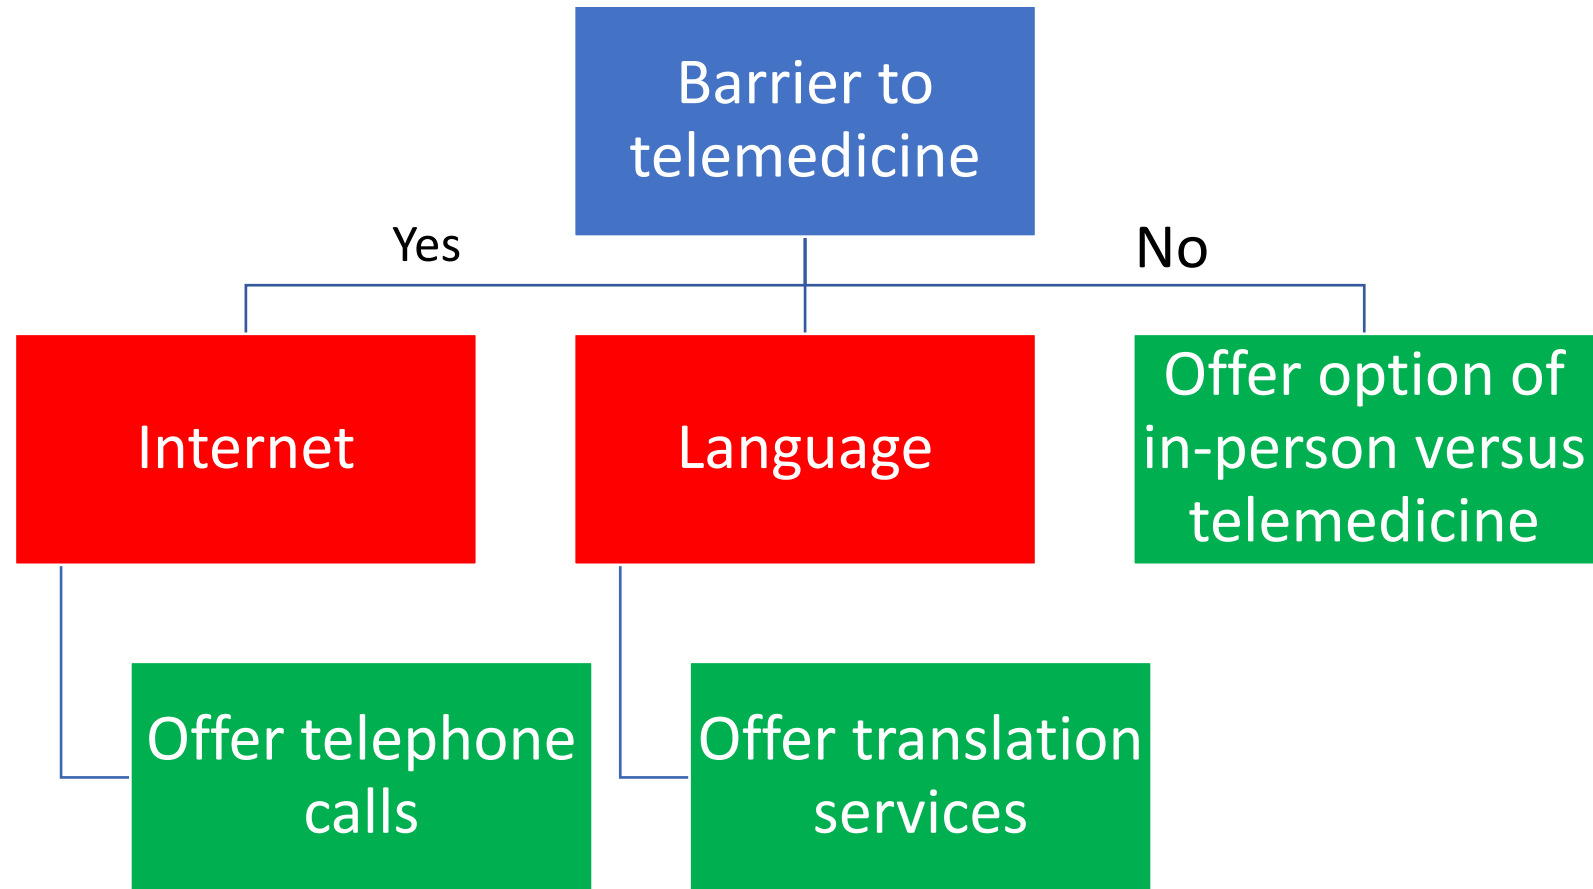 Barrier to
telemedicine
Yes
No
Internet
Language
Offer option of
in-person versus
telemedicine
Offer telephone
calls
Offer translation
services